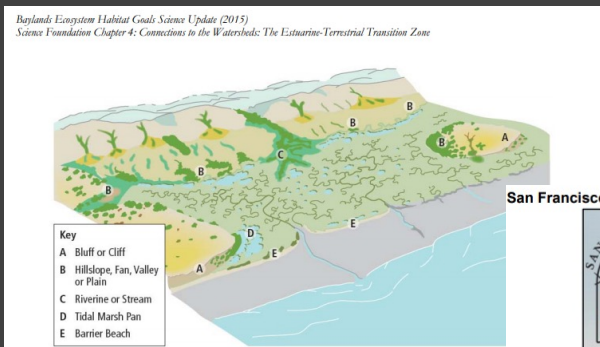 Baylands Ecosystem Habitat Goals Science Update (2015)
Science Foundation Chapter 4: Connections to the Watersheds: The Estuarine-Terrestrial Transition Zone
B
B
B
A
C
B
B
San Francisco
E
D
E
A
Key
A Bluff or Cliff
B Hillslope, Fan, Valley
or Plain
C Riverine or Stream
D Tidal Marsh Pan
E Barrier Beach
SAN